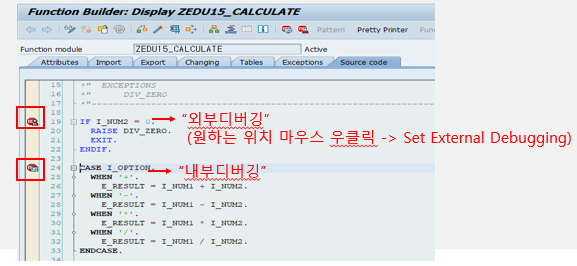 Function Builder: Display ZEDU15_CALCULATE
Pattern Pretty Printer Fun
Function module ZEDU15_CALCULATE Active
Attributes Import Export Changing Tables Exceptions Source code
15 *" EXCEPTIONS
16 *" DIV_ZERO
17 *"----------------------------------------------------------------------
18
19 IF I_NUM2 = 0. "외부디버깅"
20 RAISE DIV_ZERO. (원하는 위치 마우스 우클릭 -> Set External Debugging)
21 EXIT.
22 ENDIF.
23
24 CASE I_OPTION. "내부디버깅"
25 WHEN '+'.
26 E_RESULT = I_NUM1 + I_NUM2.
27 WHEN '-'.
28 E_RESULT = I_NUM1 - I_NUM2.
29 WHEN '*'.
30 E_RESULT = I_NUM1 * I_NUM2.
31 WHEN '/'.
32 E_RESULT = I_NUM1 / I_NUM2.
33 ENDCASE.